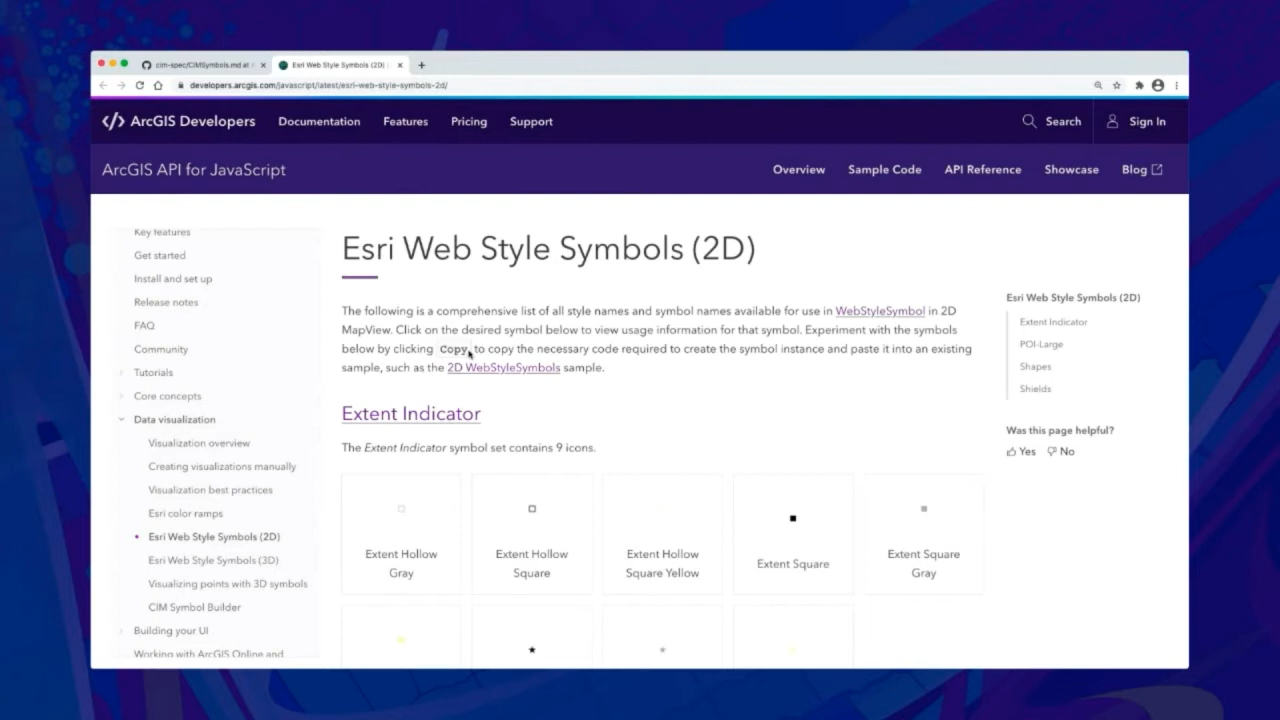 cim-spec/CIMSymbols.md at
Esri Web Style Symbols (2D) |
developers.arcgis.com/javascript/latest/esri-web-style-symbols-2d/
</> ArcGIS Developers Documentation Features Pricing Support Search Sign In
ArcGIS API for JavaScript Overview Sample Code API Reference Showcase Blog
Key features
Get started
Install and set up
Release notes
FAQ
Community
Tutorials
Core concepts
Data visualization
Visualization overview
Creating visualizations manually
Visualization best practices
Esri color ramps
Esri Web Style Symbols (2D)
Esri Web Style Symbols (3D)
Visualizing points with 3D symbols
CIM Symbol Builder
Building your UI
Working with ArcGIS Online and
Esri Web Style Symbols (2D)
The following is a comprehensive list of all style names and symbol names available for use in WebStyleSymbol in 2D
MapView. Click on the desired symbol below to view usage information for that symbol. Experiment with the symbols
below by clicking Copy to copy the necessary code required to create the symbol instance and paste it into an existing
sample, such as the 2D WebStyleSymbols sample.
Extent Indicator
The Extent Indicator symbol set contains 9 icons.
Extent Hollow
Gray
Extent Hollow
Square
Extent Hollow
Square Yellow
Extent Square
Extent Square
Gray
Esri Web Style Symbols (2D)
Extent Indicator
POI-Large
Shapes
Shields
Was this page helpful?
Yes No